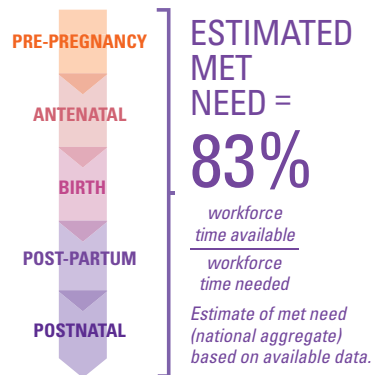 PRE-PREGNANCY
ANTENATAL
BIRTH
POST-PARTUM
POSTNATAL
ESTIMATED
MET
NEED =
83%
workforce
time available
workforce
time needed
Estimate of met need
(national aggregate)
based on available data.